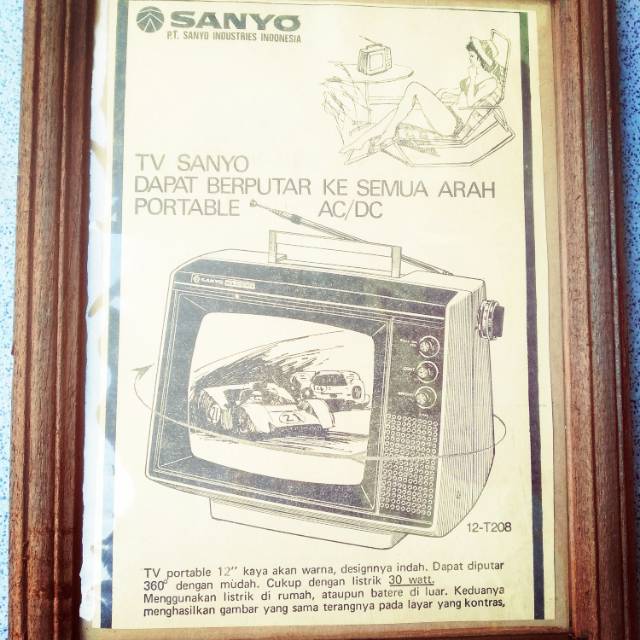 SANYO
P.T. SANYO INDUSTRIES INDONESIA
TV SANYO
DAPAT BERPUTAR KE SEMUA ARAH
PORTABLE AC/DC
SANYO
12-T208
TV portable 12" kaya akan warna, designnya indah. Dapat diputar
360° dengan mudah. Cukup dengan listrik 30 watt.
Menggunakan listrik di rumah, ataupun batere di luar. Keduanya
menghasilkan gambar yang sama terangnya pada layar yang kontras.